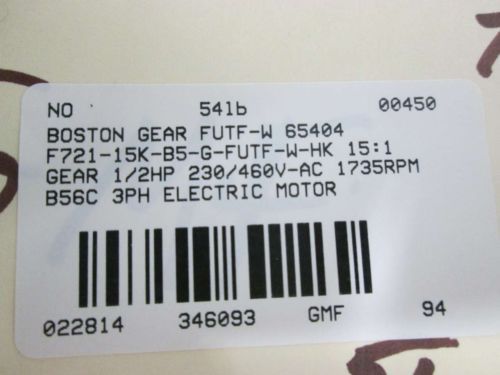 NO 54lb 00450
BOSTON GEAR FUTF-W 65404
F721-15K-B5-G-FUTF-W-HK 15:1
GEAR 1/2HP 230/460V-AC 1735RPM
B56C 3PH ELECTRIC MOTOR
022814 346093 GMF 94